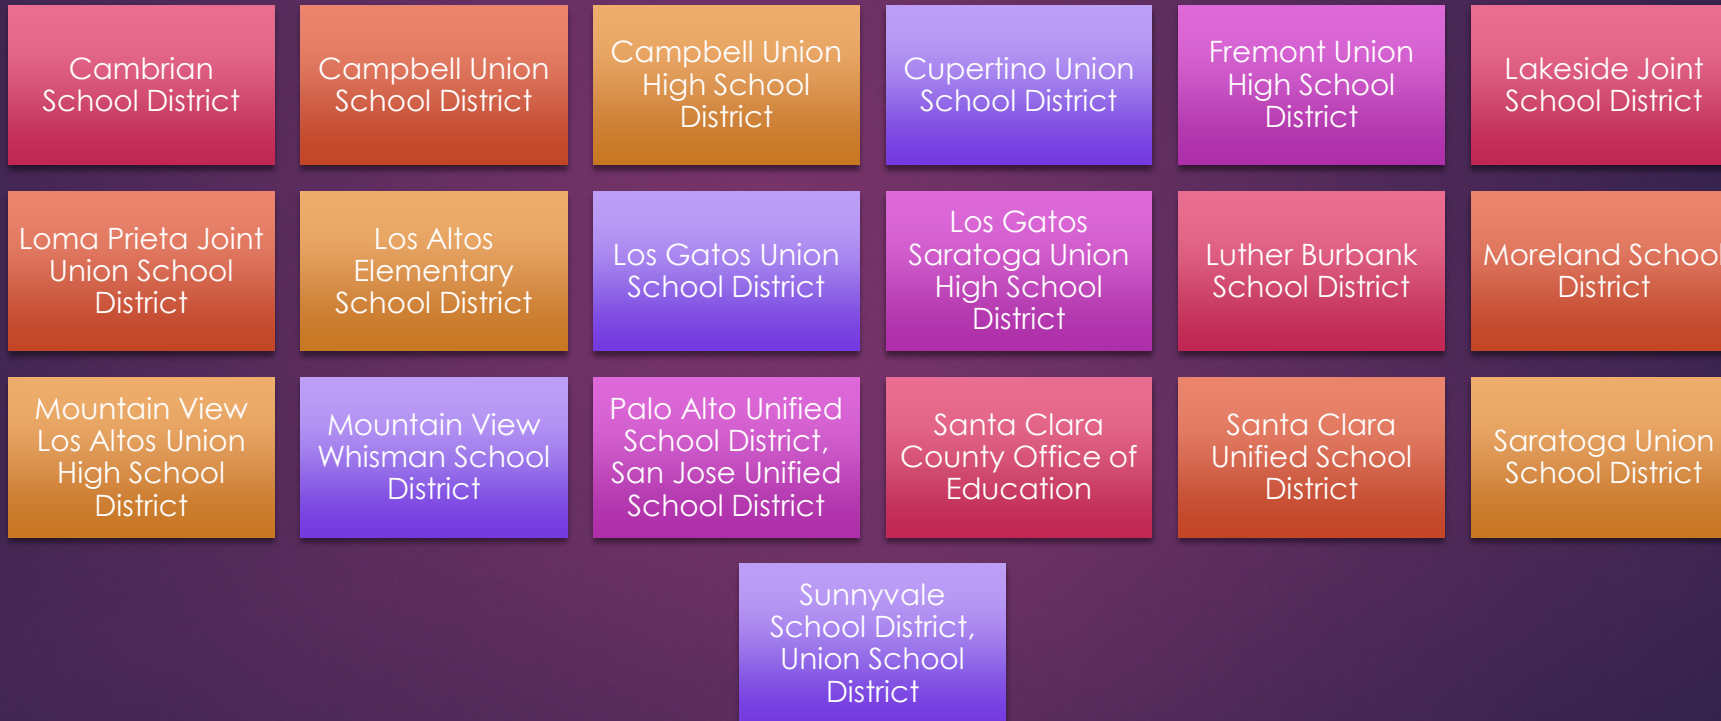 Cambrian
School District
Campbell Union
School District
Campbell Union
High School
District
Cupertino Union
School District
Fremont Union
High School
District
Lakeside Joint
School District
Loma Prieta Joint
Union School
District
Los Altos
Elementary
School District
Los Gatos Union
School District
Los Gatos
Saratoga Union
High School
District
Luther Burbank
School District
Moreland School
District
Mountain View
Los Altos Union
High School
District
Mountain View
Whisman School
District
Palo Alto Unified
School District,
San Jose Unified
School District
Santa Clara
County Office of
Education
Santa Clara
Unified School
District
Saratoga Union
School District
Sunnyvale
School District,
Union School
District